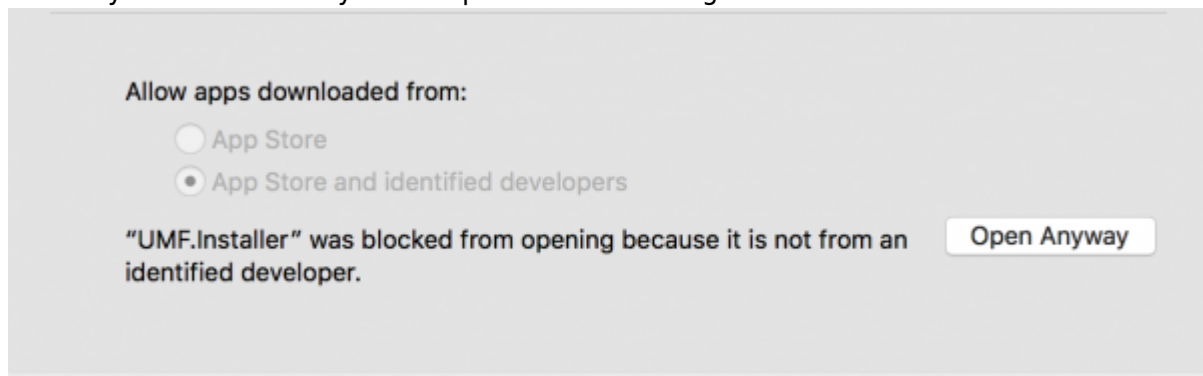 Allow apps downloaded from:
App Store
App Store and identified developers
“UMF.Installer” was blocked from opening because it is not from an
Open Anyway
identified developer.